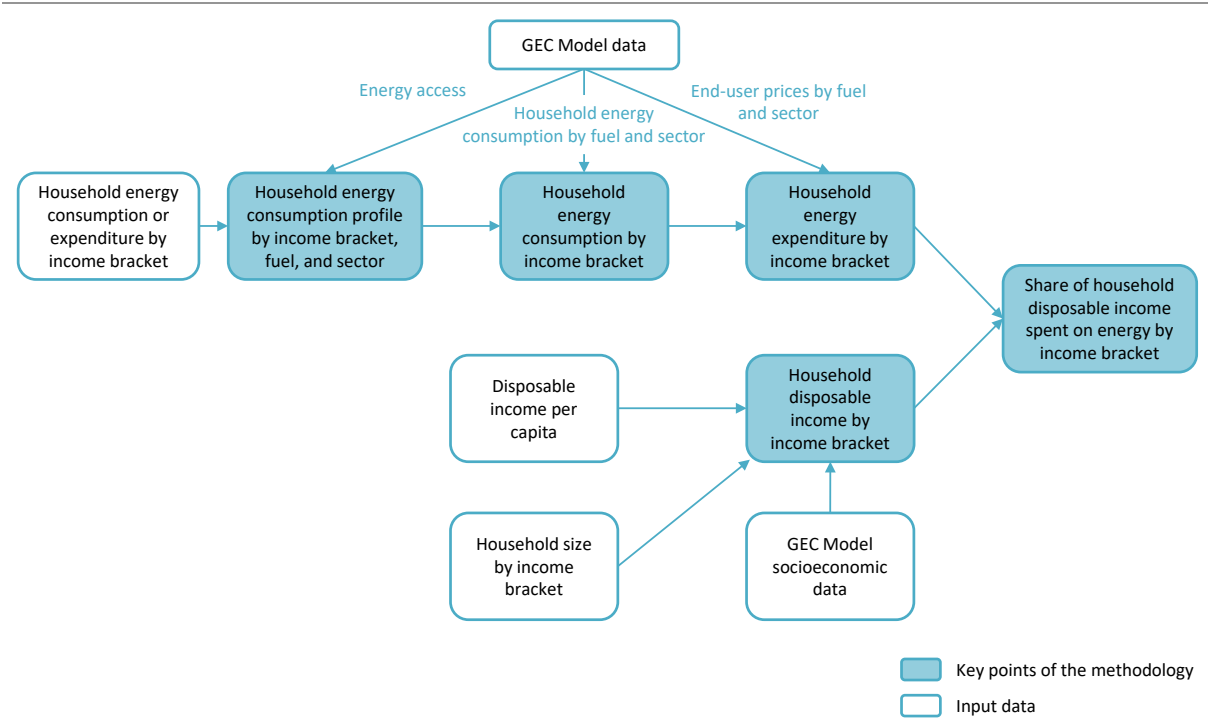 GEC Model data
Energy access
Household energy
consumption by fuel and sector
End-user prices by fuel
and sector
Household energy
consumption or
expenditure by
income bracket
Household energy
consumption profile
by income bracket,
fuel, and sector
Household
energy
consumption by
income bracket
Household
energy
expenditure by
income bracket
Share of household
disposable income
spent on energy by
income bracket
Disposable
income per
capita
Household
disposable
income by
income bracket
Household size
by income
bracket
GEC Model
socioeconomic
data
Key points of the methodology
Input data